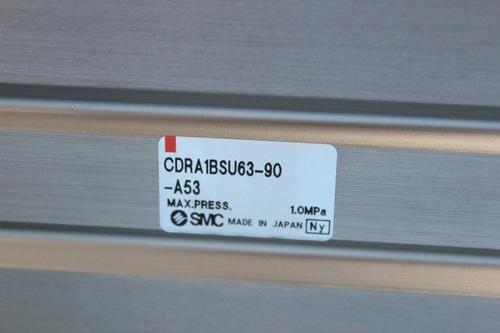 CDRA1BSU63-90
-A53
MAX.PRESS. 1.0MPa
SMC MADE IN JAPAN Ny